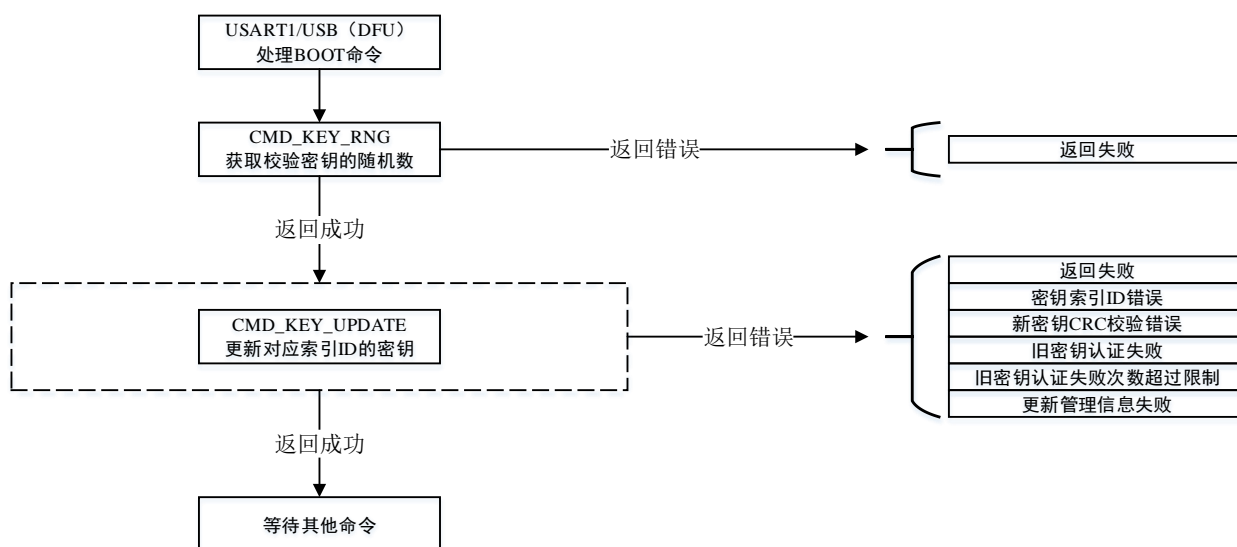 USART1/USB（DFU）
处理BOOT命令
CMD_KEY_RNG
获取校验密钥的随机数
返回错误
返回失败
返回成功
CMD_KEY_UPDATE
更新对应索引ID的密钥
返回错误
返回失败
密钥索引ID错误
新密钥CRC校验错误
旧密钥认证失败
旧密钥认证失败次数超过限制
更新管理信息失败
返回成功
等待其他命令